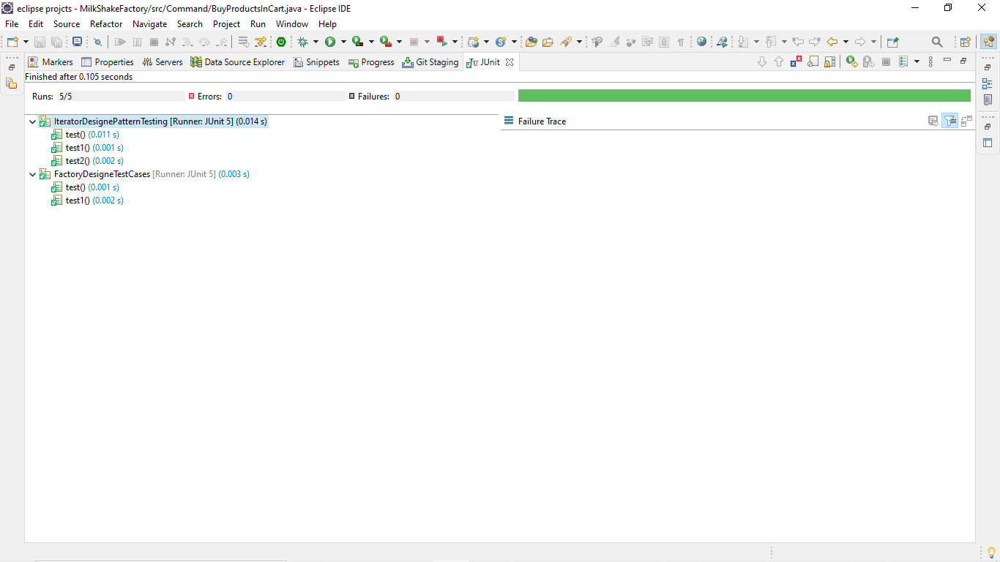 eclipse projcts - MilkShakeFactory/src/Command/BuyProductsInCart.java - Eclipse IDE
File Edit Source Refactor Navigate Search Project Run Window Help
Markers Properties Servers Data Source Explorer Snippets Progress Git Staging JUnit
Finished after 0.105 seconds
Runs: 5/5 Errors: 0 Failures: 0
IteratorDesignePatternTesting [Runner: JUnit 5] (0.014 s) Failure Trace
test() (0.011 s)
test1() (0.001 s)
test2() (0.002 s)
FactoryDesigneTestCases [Runner: JUnit 5] (0.003 s)
test() (0.001 s)
test1() (0.002 s)